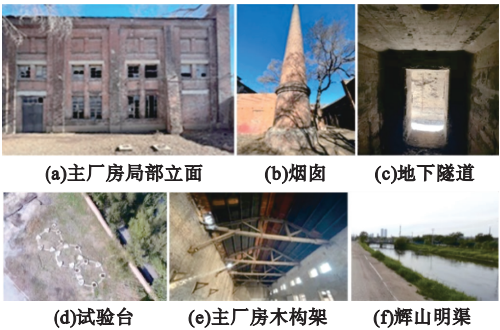 (a)主厂房局部立面
(b)烟囱
(c)地下隧道
(d)试验台
(e)主厂房木构架
(f)辉山明渠